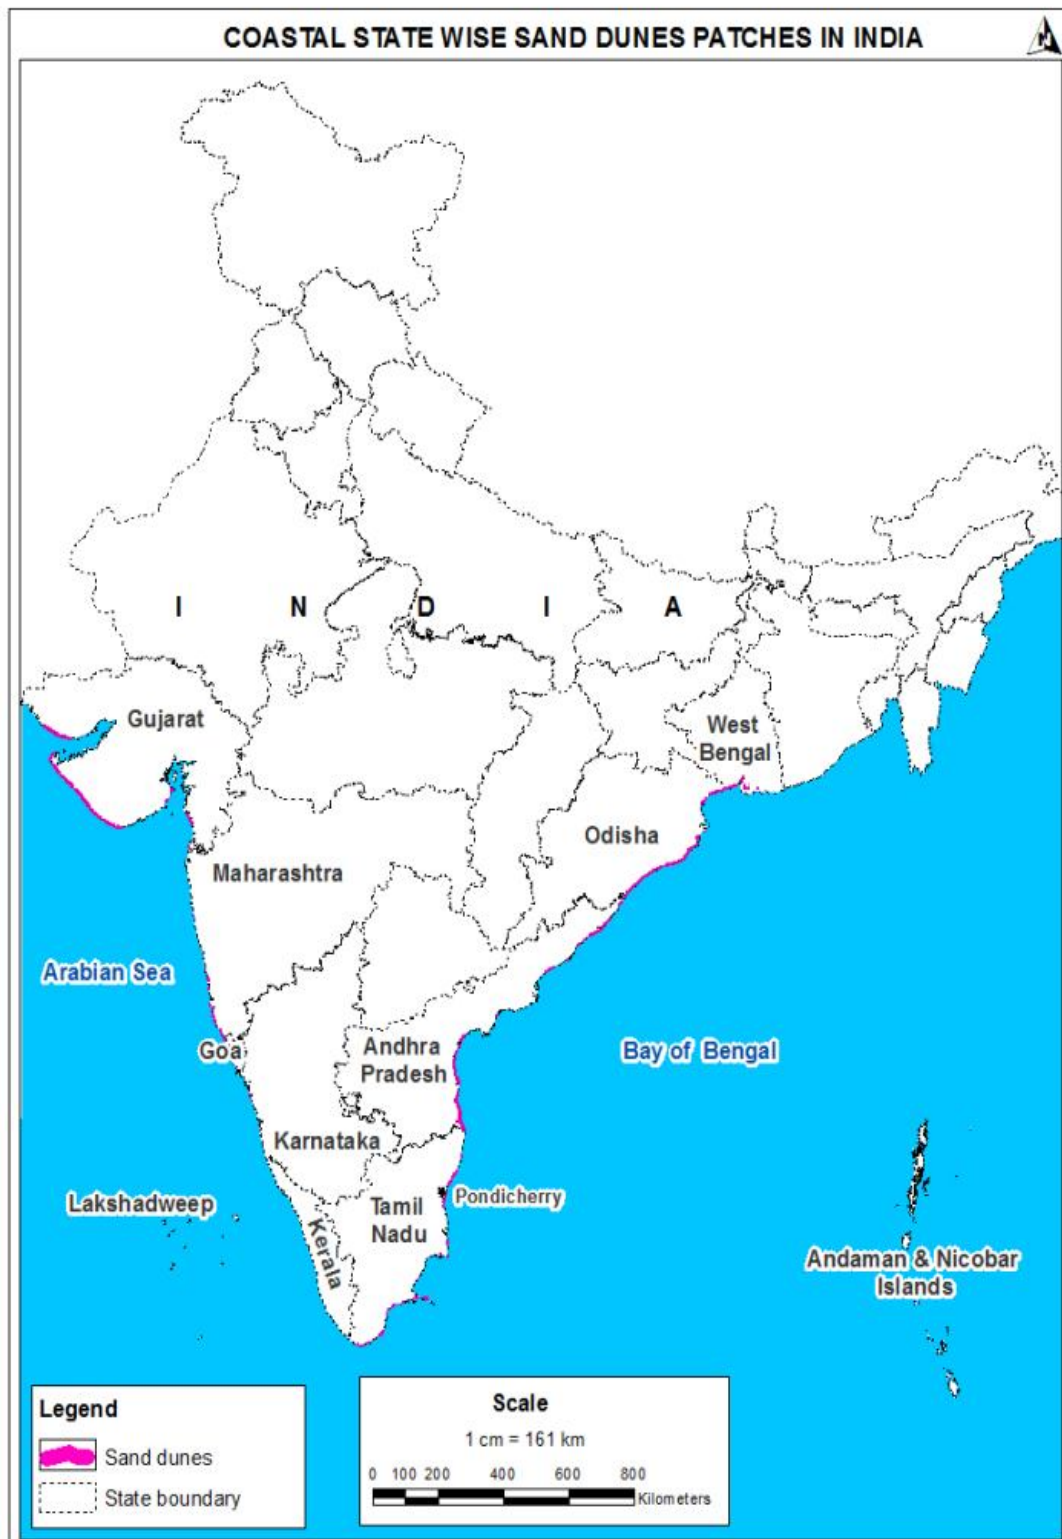 COASTAL STATE WISE SAND DUNES PATCHES IN INDIA
N
I N D I A
Gujarat
West
Bengal
Odisha
Maharashtra
Arabian Sea
Goa
Andhra
Pradesh
Bay of Bengal
Karnataka
Lakshadweep
Tamil
Nadu
Pondicherry
Kerala
Andaman & Nicobar
Islands
Legend
Sand dunes
State boundary
Scale
1 cm = 161 km
0 100 200 400 600 800
Kilometers